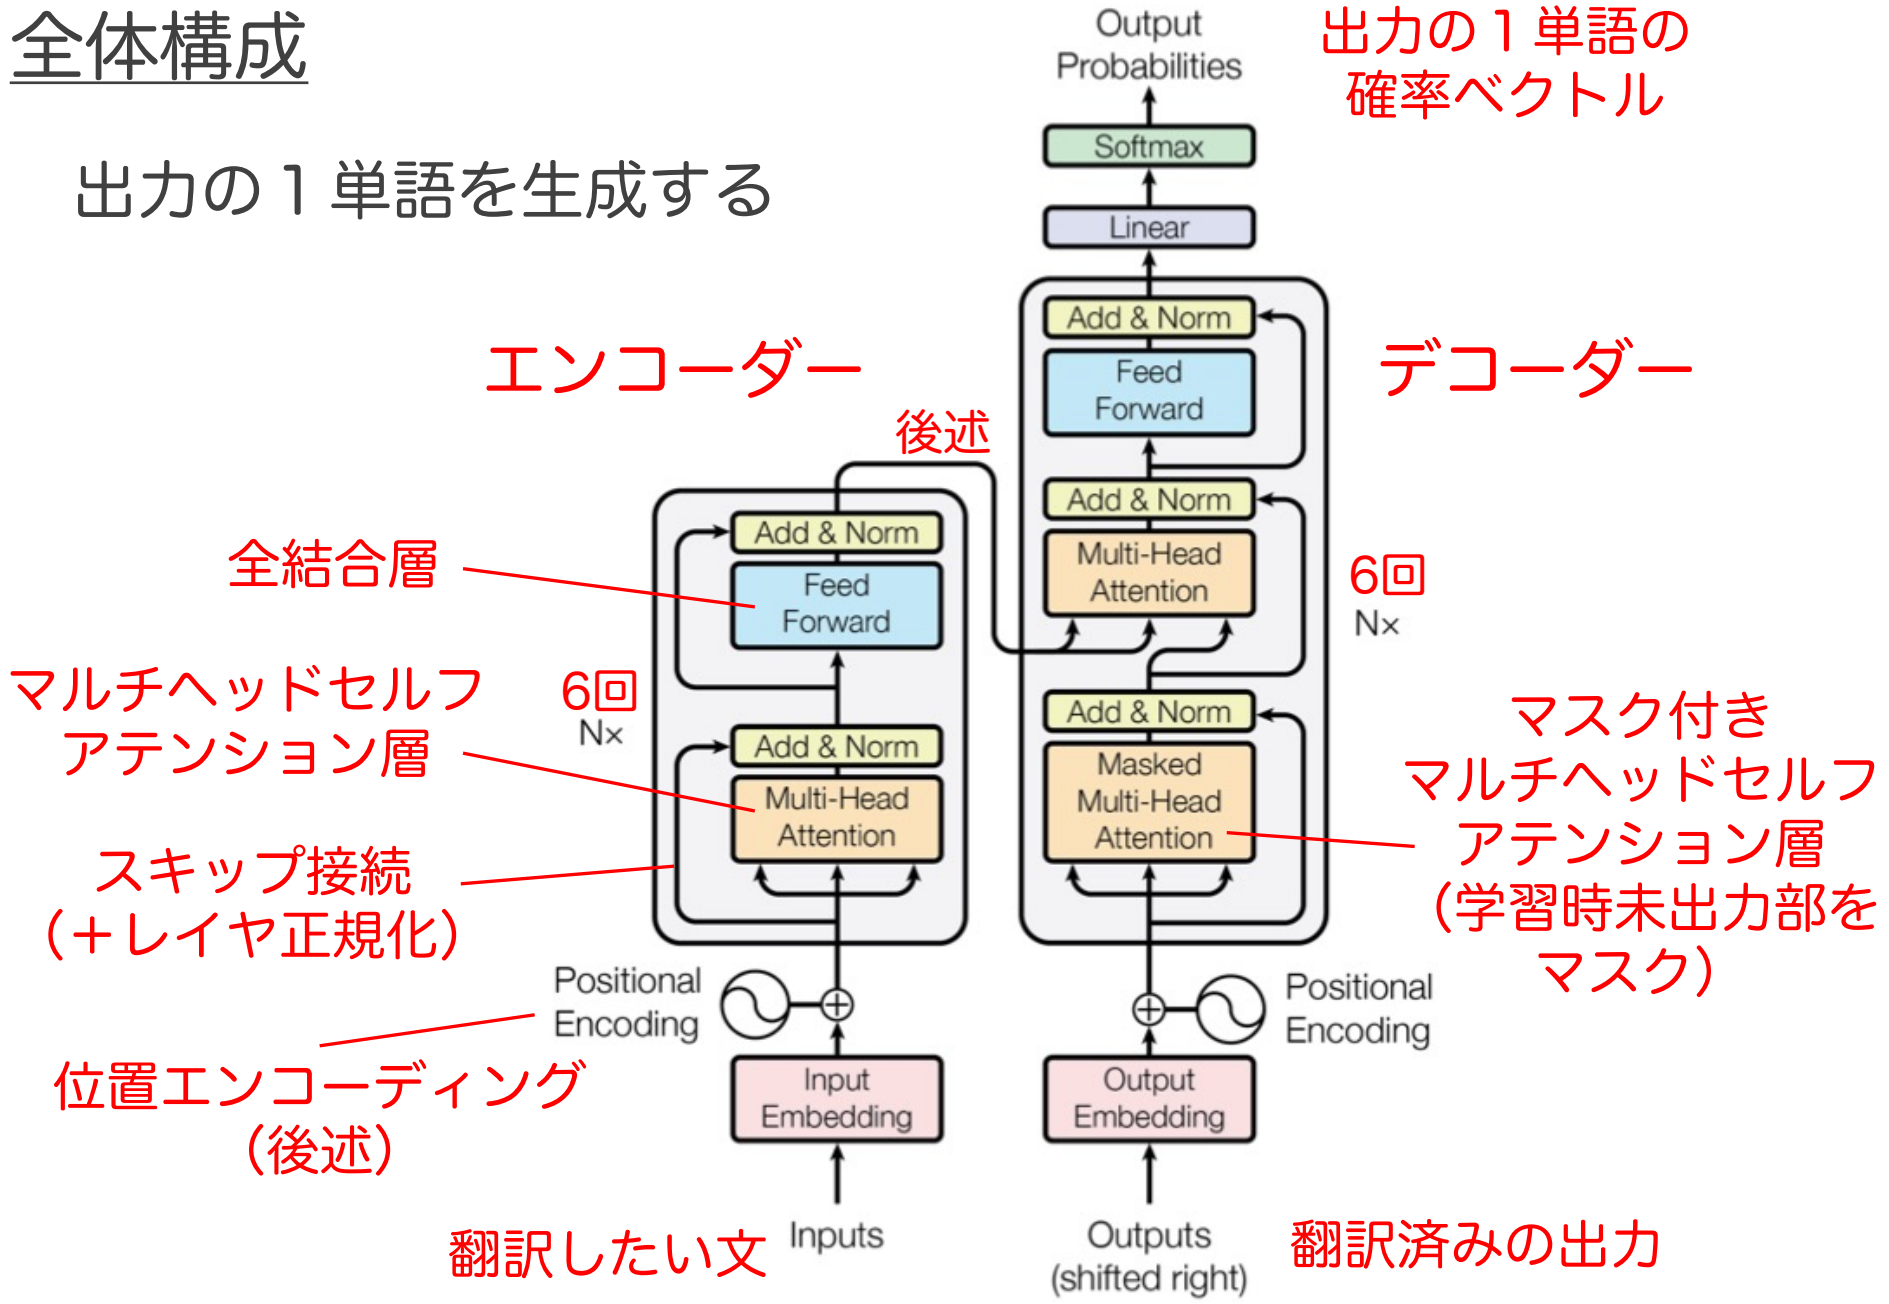 全体構成
出力の１単語を生成する
Output
Probabilities
出力の１単語の
確率ベクトル
Softmax
Linear
エンコーダー
デコーダー
後述
Add & Norm
Feed
Forward
Add & Norm
Multi-Head
Attention
6回
N×
Add & Norm
Masked
Multi-Head
Attention
マスク付き
マルチヘッドセルフ
アテンション層
（学習時未出力部を
マスク）
Add & Norm
Feed
Forward
全結合層
マルチヘッドセルフ
アテンション層
6回
N×
Add & Norm
Multi-Head
Attention
スキップ接続
（＋レイヤ正規化）
Positional
Encoding
位置エンコーディング
（後述）
Positional
Encoding
Input
Embedding
Output
Embedding
翻訳したい文
Inputs
Outputs
(shifted right)
翻訳済みの出力